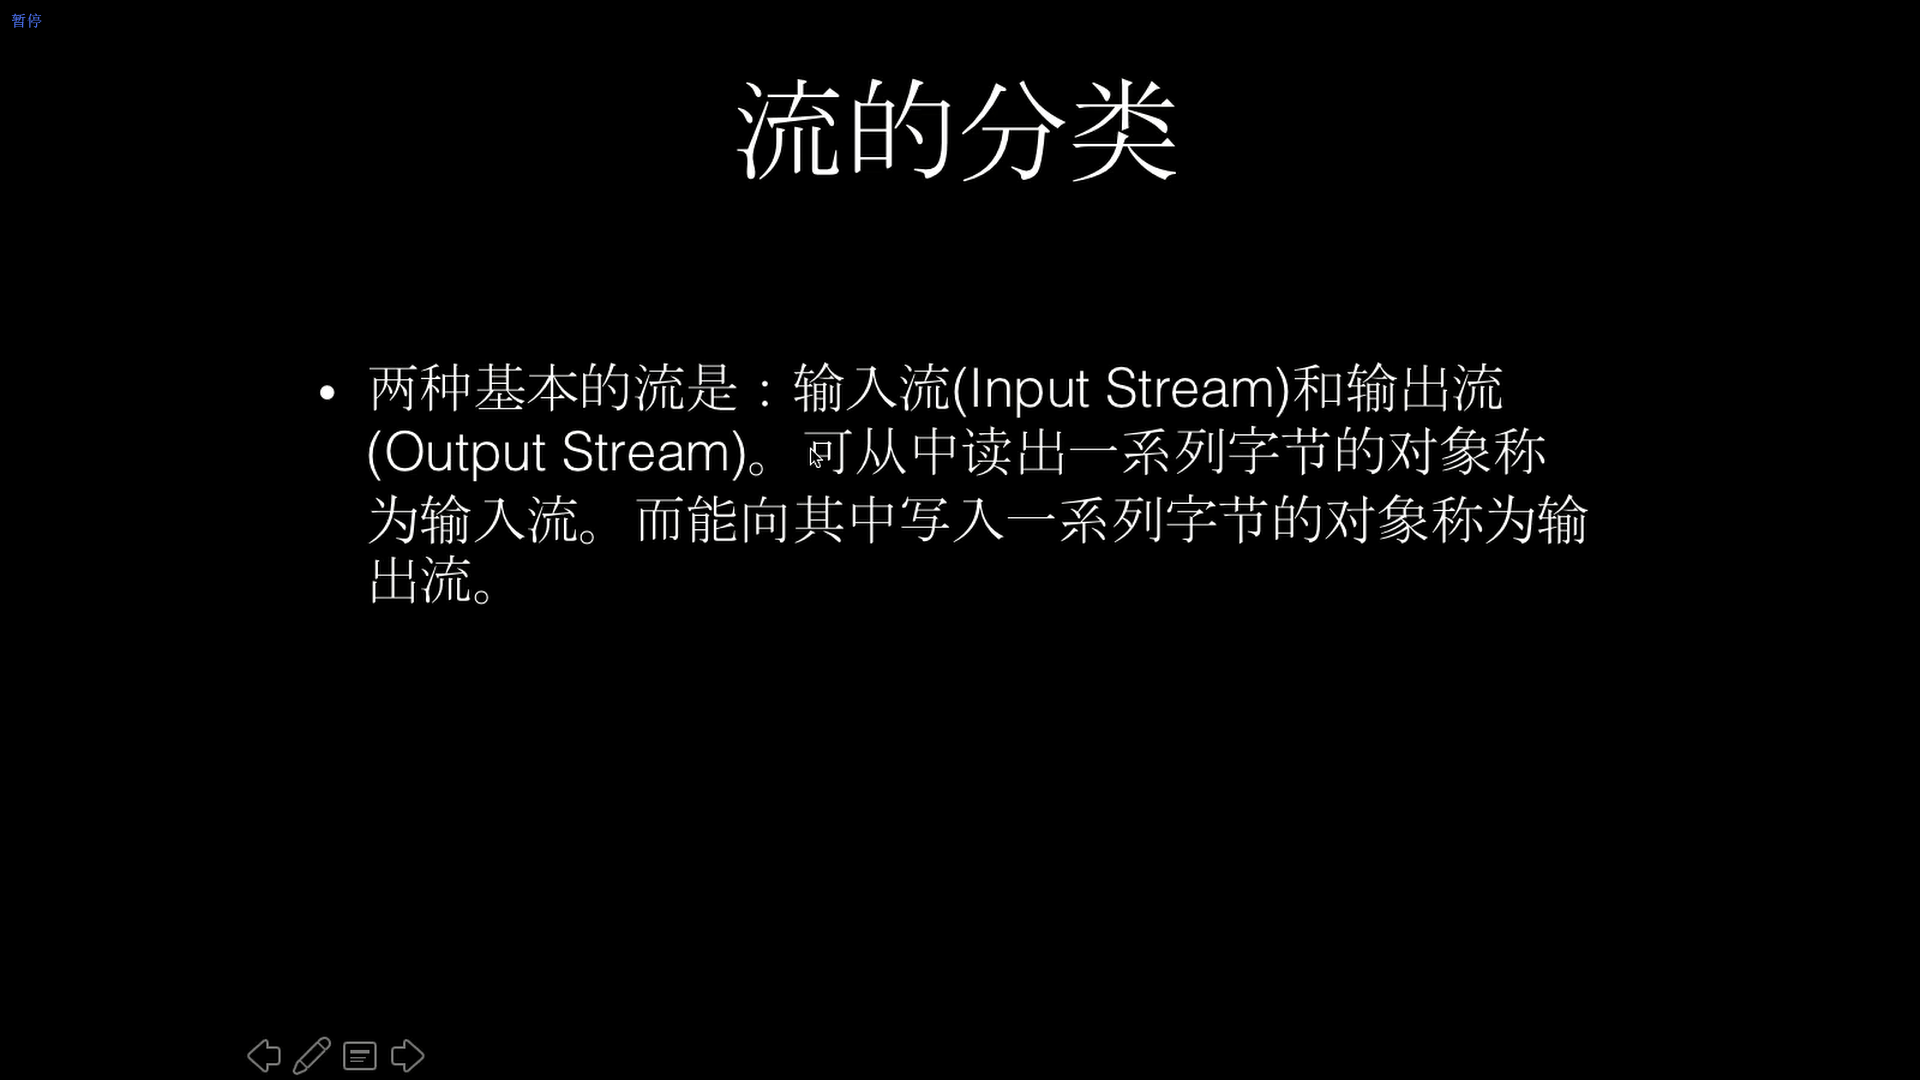 暂停
流的分类
• 两种基本的流是：输入流(Input Stream)和输出流
(Output Stream)。 可从中读出一系列字节的对象称
为输入流。 而能向其中写入一系列字节的对象称为输
出流。